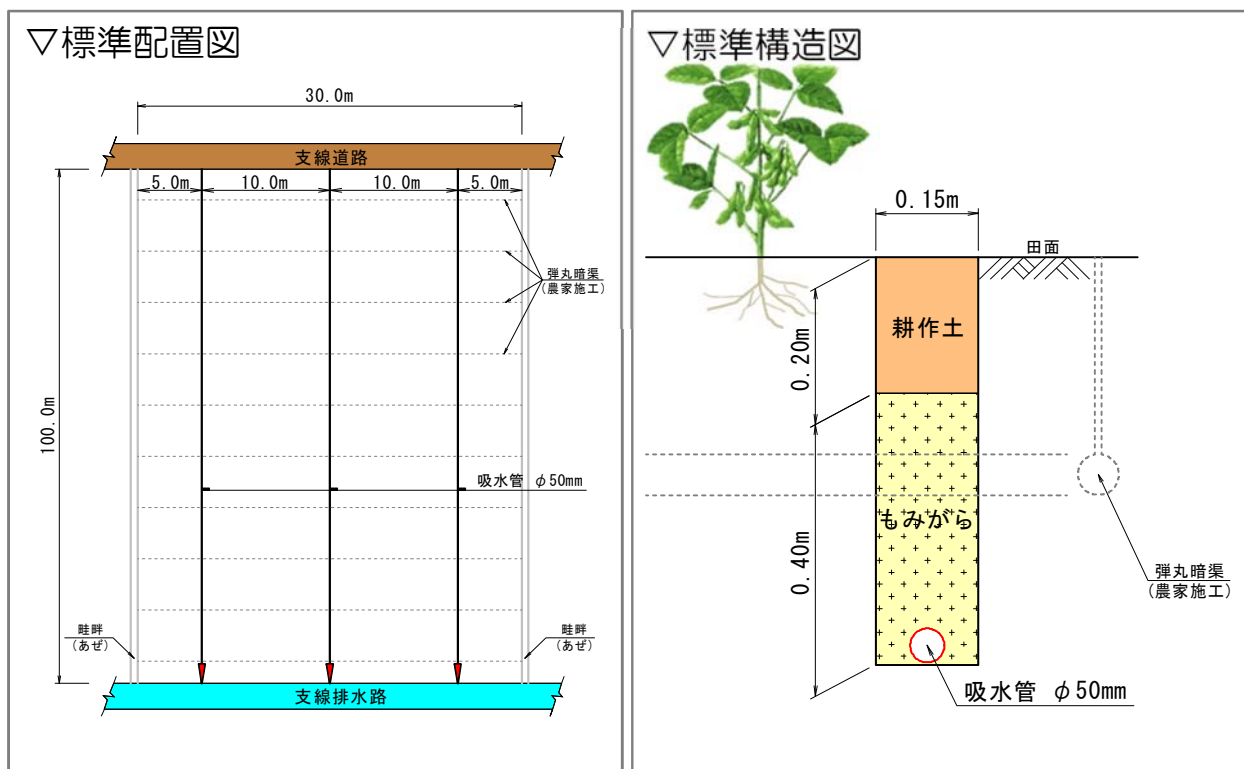 ▽標準配置図
30.0m
支線道路
5.0m
10.0m
10.0m
5.0m
弾丸暗渠
(農家施工)
100.0m
吸水管 φ50mm
畦畔
(あぜ)
畦畔
(あぜ)
支線排水路
▽標準構造図
0.15m
田面
耕作土
0.20m
もみがら
0.40m
弾丸暗渠
(農家施工)
吸水管 φ50mm